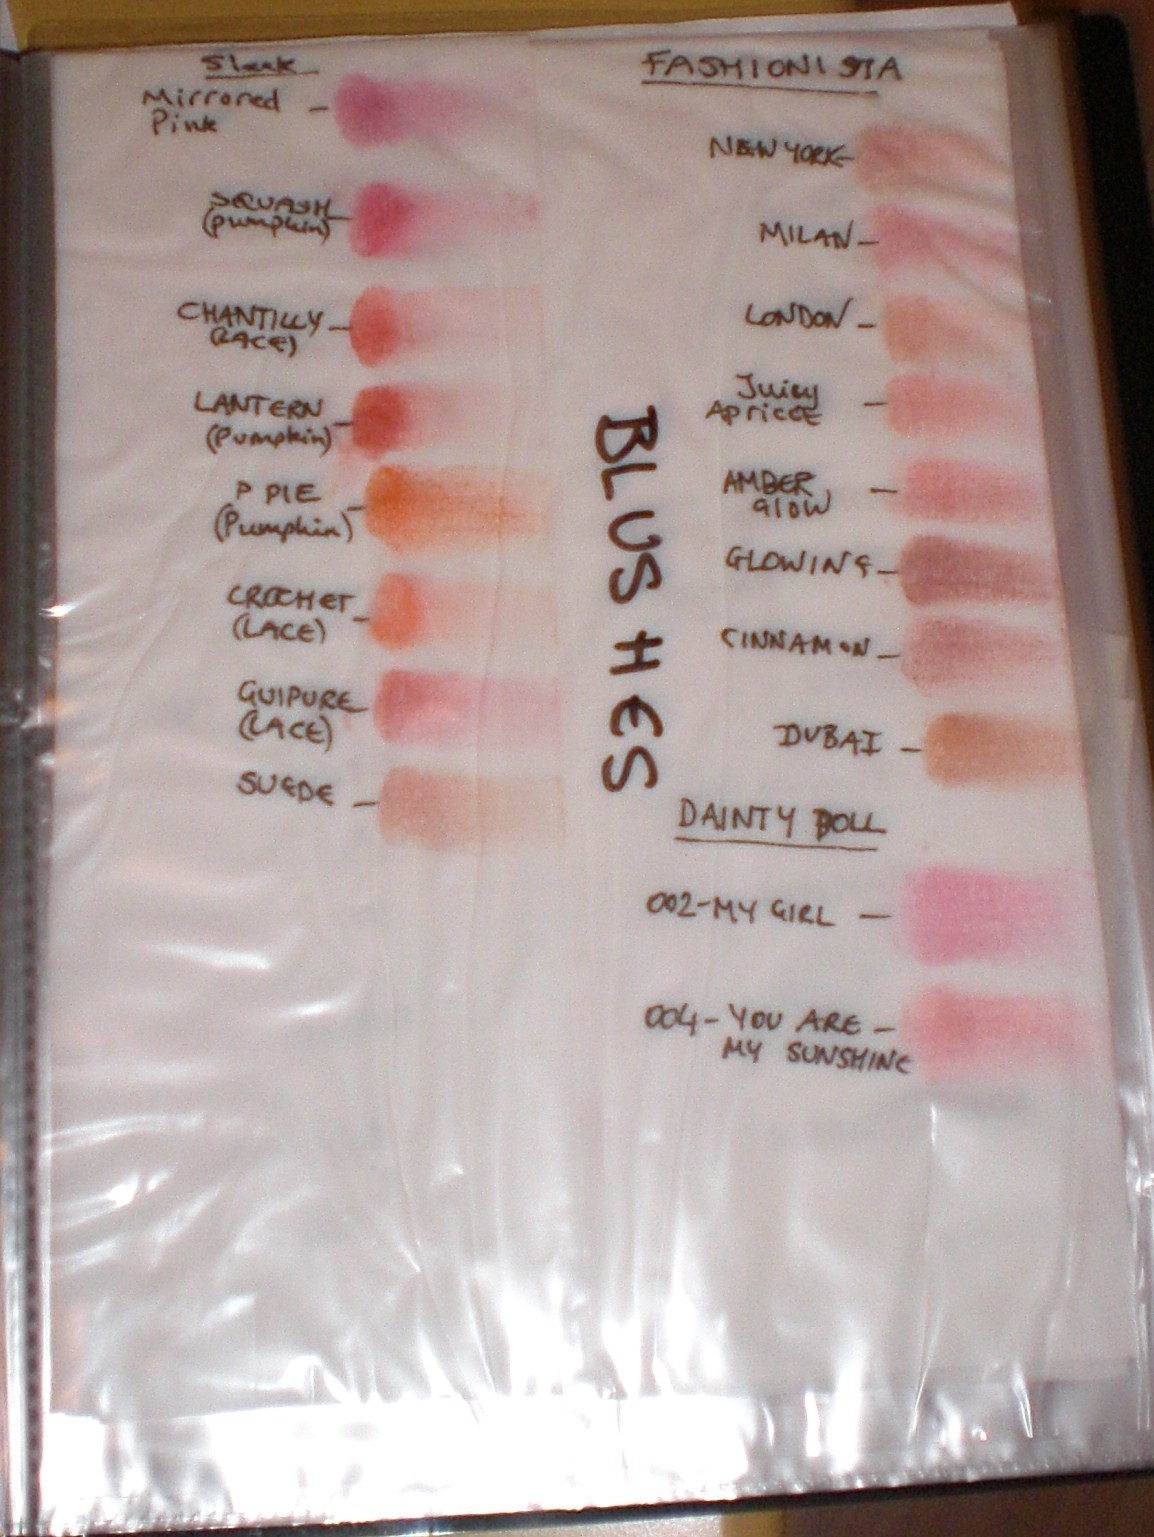 Sleek
Mirrored
Pink
SQUASH
(pumpkin)
CHANTILLY
(LACE)
LANTERN
(Pumpkin)
P PIE
(Pumpkin)
CROCHET
(LACE)
GUIPURE
(LACE)
SUEDE
BLUSHES
FASHIONISTA
NEW YORK
MILAN
LONDON
Juicy
Apricot
AMBER
glow
GLOWING
CINNAMON
DUBAI
DAINTY DOLL
002-MY GIRL
004-YOU ARE
MY SUNSHINE